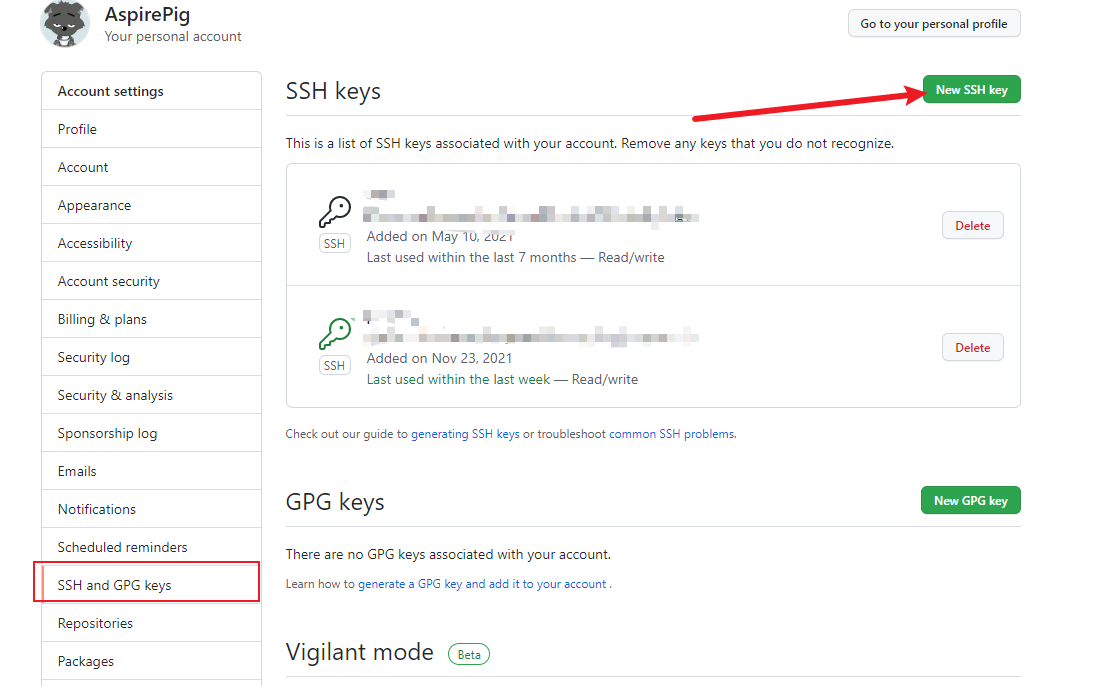 AspirePig
Your personal account
Go to your personal profile
Account settings
Profile
Account
Appearance
Accessibility
Account security
Billing & plans
Security log
Security & analysis
Sponsorship log
Emails
Notifications
Scheduled reminders
SSH and GPG keys
Repositories
Packages
SSH keys
New SSH key
This is a list of SSH keys associated with your account. Remove any keys that you do not recognize.
SSH
Added on May 10, 2021
Last used within the last 7 months — Read/write
Delete
SSH
Added on Nov 23, 2021
Last used within the last week — Read/write
Delete
Check out our guide to generating SSH keys or troubleshoot common SSH problems.
GPG keys
New GPG key
There are no GPG keys associated with your account.
Learn how to generate a GPG key and add it to your account .
Vigilant mode
Beta